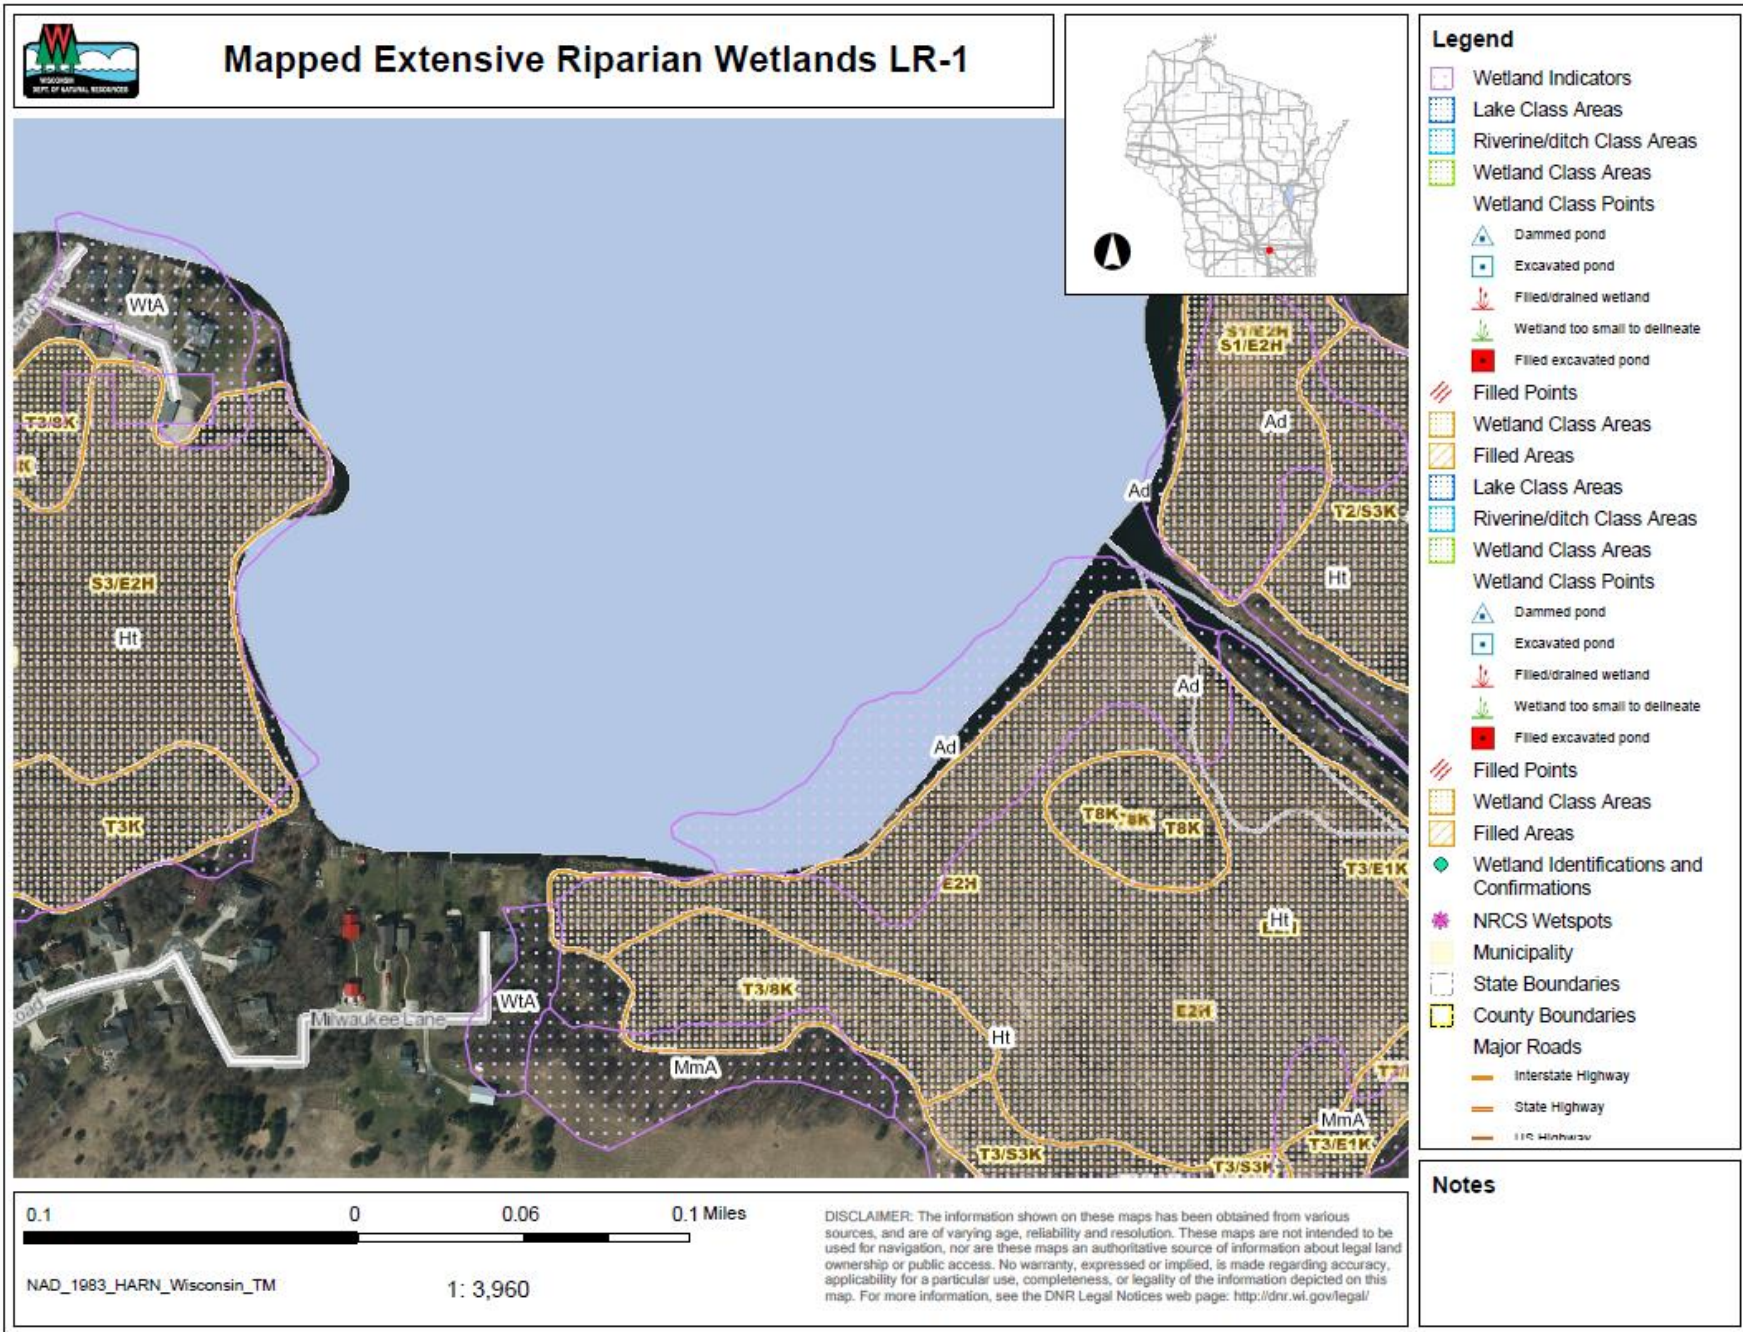 WISCONSIN
DEPT. OF NATURAL RESOURCES
Mapped Extensive Riparian Wetlands LR-1
WtA
T3/8K
K
S3/E2H
Ht
T3K
S1/E2H
S1/E2H
Ad
Ad
T2/S3K
Ht
Ad
Ad
T8K
8K
T8K
T3/E1K
E2H
Ht
T3/8K
E2H
WtA
Milwaukee Lane
Ht
MmA
MmA
T3/E1K
T3/S3K
T3/S3K
Legend
Wetland Indicators
Lake Class Areas
Riverine/ditch Class Areas
Wetland Class Areas
Wetland Class Points
Dammed pond
Excavated pond
Filled/drained wetland
Wetland too small to delineate
Filled excavated pond
Filled Points
Wetland Class Areas
Filled Areas
Lake Class Areas
Riverine/ditch Class Areas
Wetland Class Areas
Wetland Class Points
Dammed pond
Excavated pond
Filled/drained wetland
Wetland too small to delineate
Filled excavated pond
Filled Points
Wetland Class Areas
Filled Areas
Wetland Identifications and
Confirmations
NRCS Wetspots
Municipality
State Boundaries
County Boundaries
Major Roads
Interstate Highway
State Highway
US Highway
Notes
0.1 0 0.06 0.1 Miles
NAD_1983_HARN_Wisconsin_TM
1: 3,960
DISCLAIMER: The information shown on these maps has been obtained from various
sources, and are of varying age, reliability and resolution. These maps are not intended to be
used for navigation, nor are these maps an authoritative source of information about legal land
ownership or public access. No warranty, expressed or implied, is made regarding accuracy,
applicability for a particular use, completeness, or legality of the information depicted on this
map. For more information, see the DNR Legal Notices web page: http://dnr.wi.gov/legal/